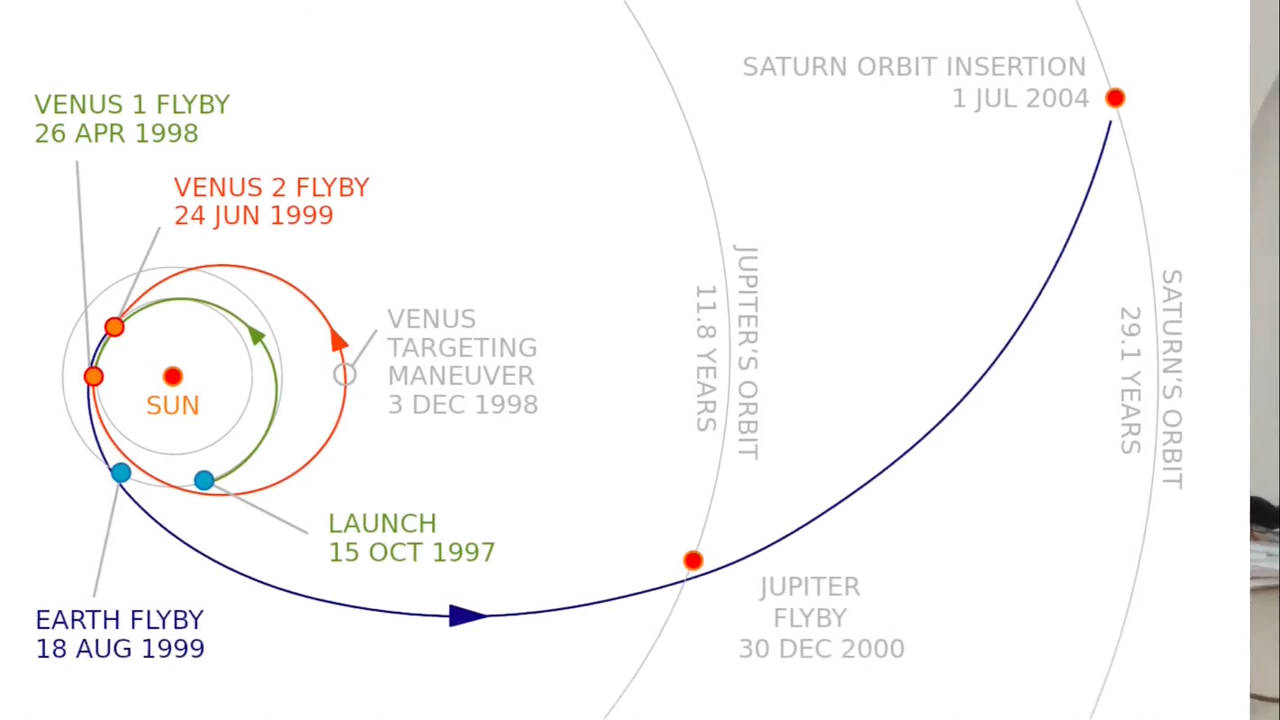 SATURN ORBIT INSERTION
1 JUL 2004
VENUS 1 FLYBY
26 APR 1998
VENUS 2 FLYBY
24 JUN 1999
VENUS
TARGETING
MANEUVER
3 DEC 1998
SUN
JUPITER’S ORBIT
11.8 YEARS
SATURN’S ORBIT
29.1 YEARS
LAUNCH
15 OCT 1997
EARTH FLYBY
18 AUG 1999
JUPITER
FLYBY
30 DEC 2000